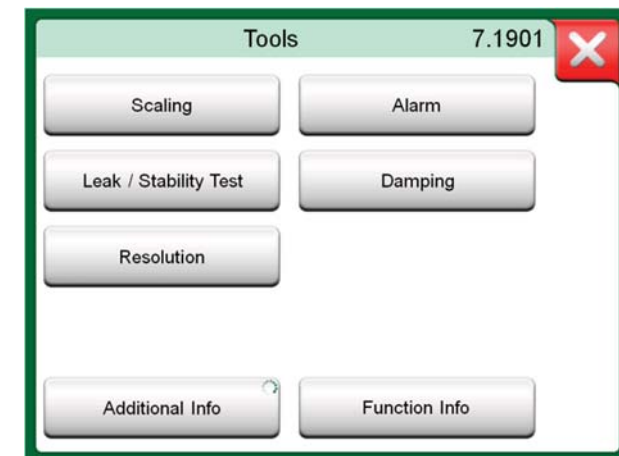 Tools 7.1901
Scaling Alarm
Leak / Stability Test Damping
Resolution
Additional Info Function Info